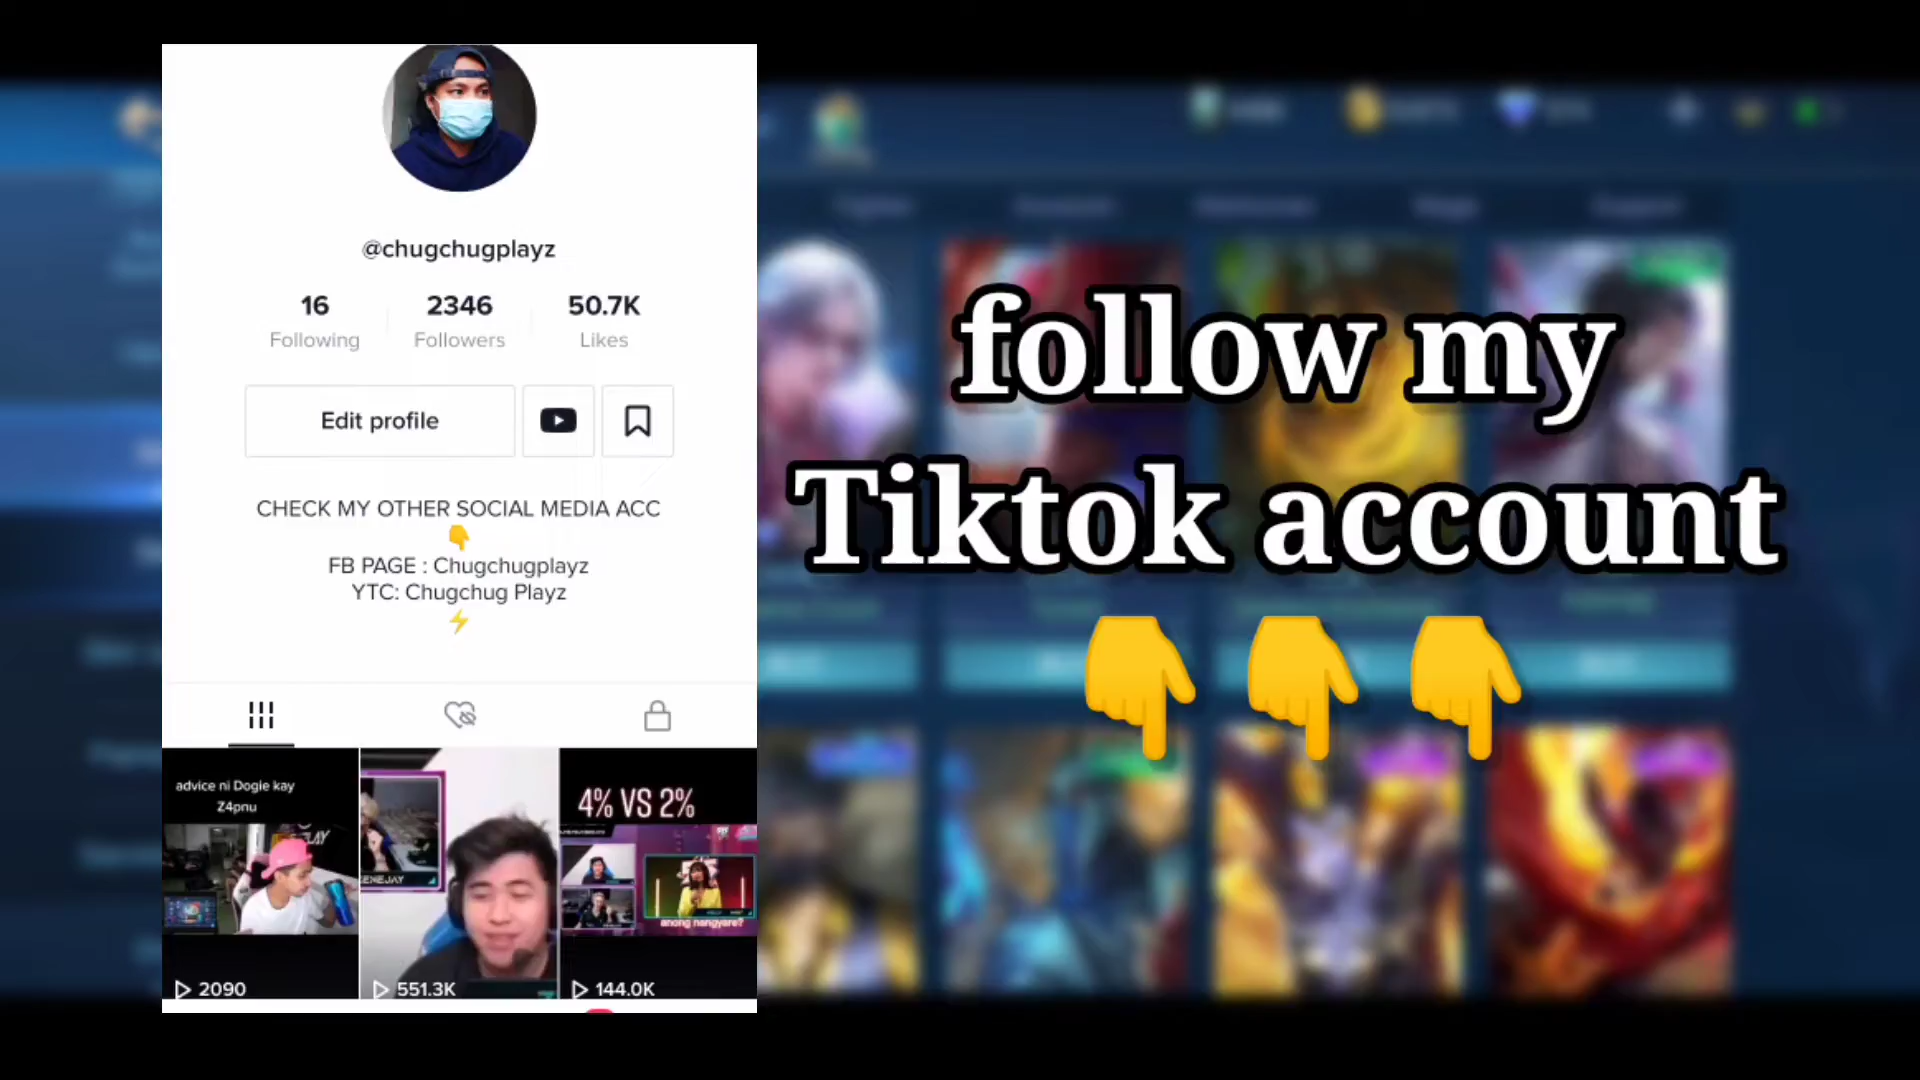 @chugchugplayz
16
2346
50.7K
Following
Followers
Likes
Edit profile
CHECK MY OTHER SOCIAL MEDIA ACC
👇
FB PAGE : Chugchugplayz
YTC: Chugchug Playz
⚡
advice ni Dogie kay
Z4pnu
4% VS 2%
anong nangyare?
2090
551.3K
144.0K
follow my
Tiktok account
👇👇👇